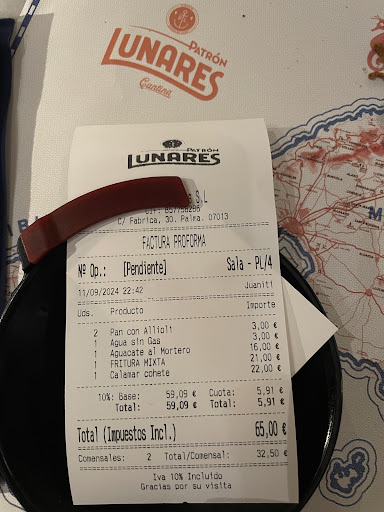 PATRÓN
LUNARES
Cantina
PATRÓN
LUNARES
S.L
C/ Fabrica, 30. Palma. 07013
FACTURA PROFORMA
Nº Op.: [Pendiente] Sala - PL/4
11/09/2024 22:42 Juanit!
Uds. Producto Importe
2 Pan con Allioli 3,00 €
1 Agua sin Gas 3,00 €
1 Aguacate al Mortero 16,00 €
1 FRITURA MIXTA 21,00 €
1 Calamar cohete 22,00 €
10%: Base: 59,09 € Cuota: 5,91 €
Total: 59,09 € Total: 5,91 €
Total (Impuestos Incl.) 65,00 €
Comensales: 2 Total/Comensal: 32,50 €
Iva 10% Incluido
Gracias por su visita